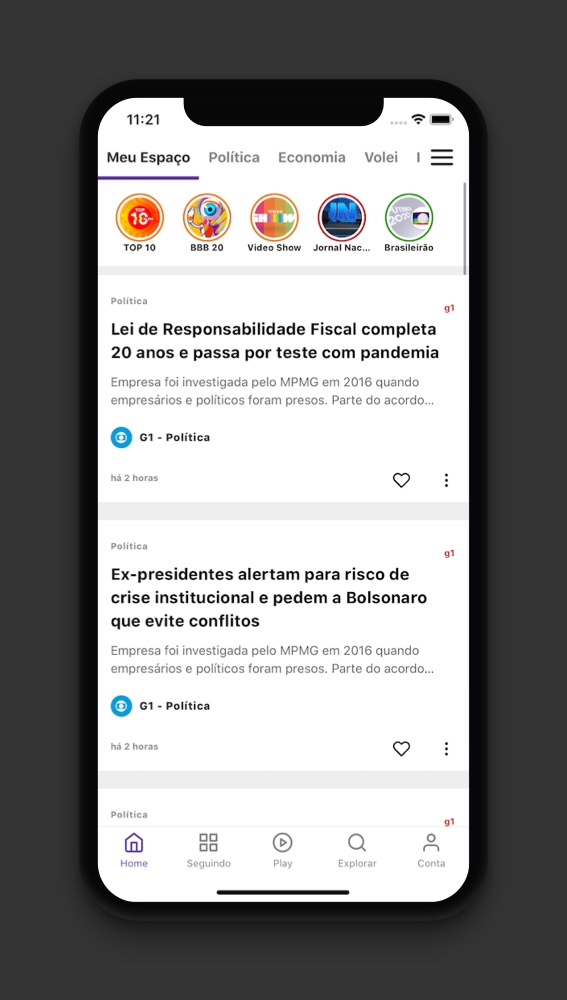 11:21
Meu Espaço Política Economia Volei
TOP 10 BBB 20 Video Show Jornal Nac... Brasileirão
Política
g1
Lei de Responsabilidade Fiscal completa
20 anos e passa por teste com pandemia
Empresa foi investigada pelo MPMG em 2016 quando
empresários e políticos foram presos. Parte do acordo...
G1 - Política
há 2 horas
Política
g1
Ex-presidentes alertam para risco de
crise institucional e pedem a Bolsonaro
que evite conflitos
Empresa foi investigada pelo MPMG em 2016 quando
empresários e políticos foram presos. Parte do acordo...
G1 - Política
há 2 horas
Política
g1
Home Seguindo Play Explorar Conta